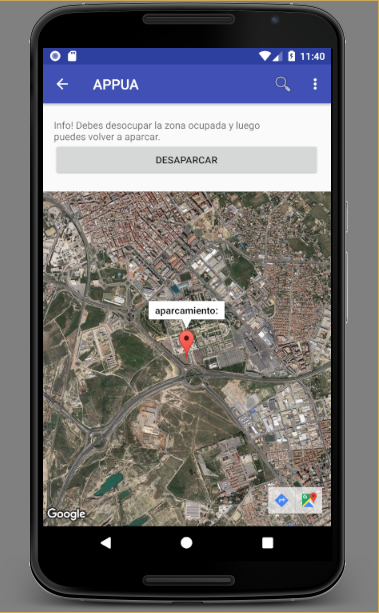 11:40
APPUA
Info! Debes desocupar la zona ocupada y luego
puedes volver a aparcar.
DESAPARCAR
aparcamiento:
Google